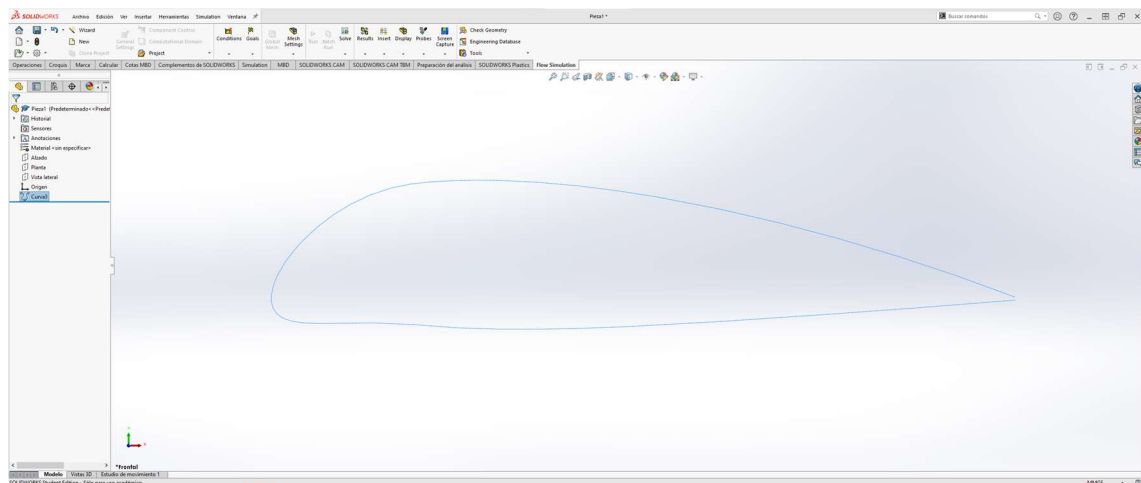 SOLIDWORKS Archivo Edición Ver Insertar Herramientas Simulation Ventana Pieza1 * Buscar comandos
Wizard
New
Clone Project
General Settings
Component Control
Computational Domain
Project
Conditions Goals
Global Mesh
Mesh Settings
Run Batch Run
Solve Results Insert Display Probes Screen Capture
Check Geometry
Engineering Database
Tools
Operaciones Croquis Marca Calcular Cotas MBD Complementos de SOLIDWORKS Simulation MBD SOLIDWORKS CAM SOLIDWORKS CAM TBM Preparación del análisis SOLIDWORKS Plastics Flow Simulation
Pieza1 (Predeterminado<<Predet
Historial
Sensores
Anotaciones
Material <sin especificar>
Alzado
Planta
Vista lateral
Origen
Curva1
*Frontal
Modelo Vistas 3D Estudio de movimiento 1
SOLIDWORKS Student Edition - Sólo para uso académico
MMGS